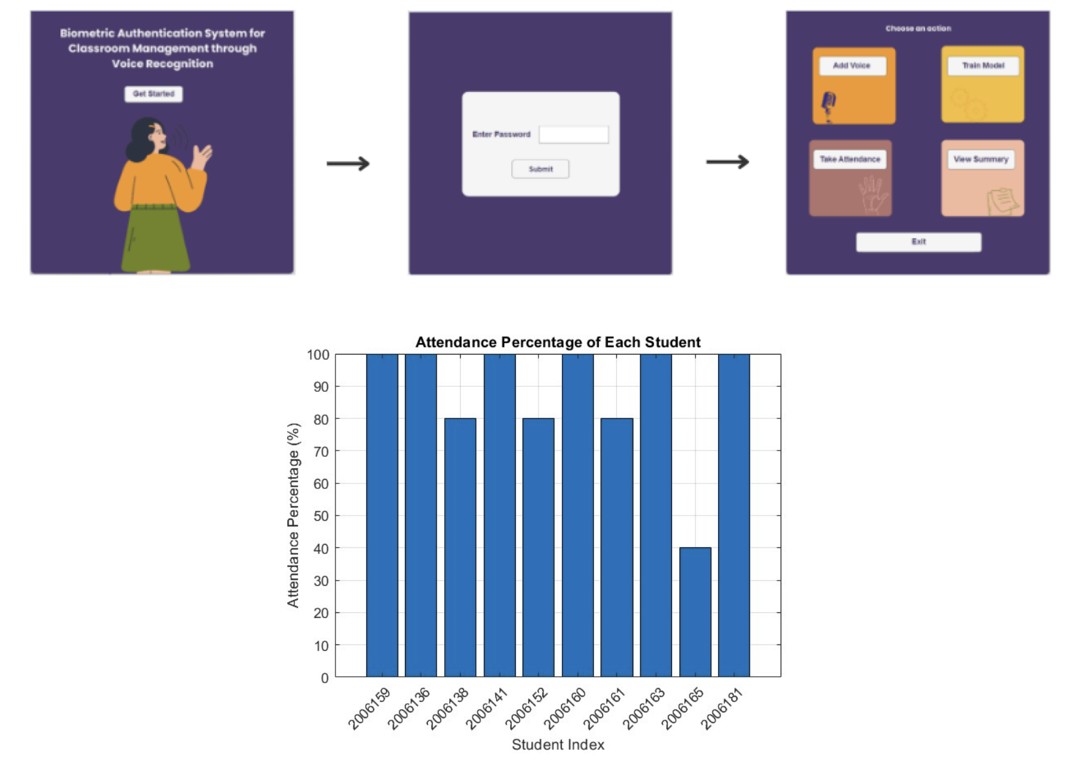 Biometric Authentication System for
Classroom Management through
Voice Recognition
Get Started
Enter Password
Submit
Choose an action
Add Voice
Train Model
Take Attendance
View Summary
Exit
Attendance Percentage of Each Student
Attendance Percentage (%)
100
90
80
70
60
50
40
30
20
10
0
2006159
2006136
2006138
2006141
2006152
2006160
2006161
2006163
2006165
2006181
Student Index